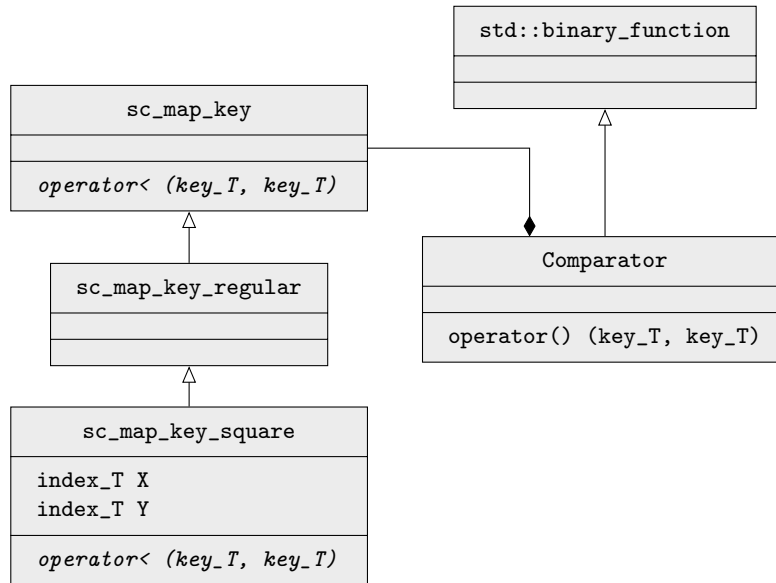 std::binary_function
sc_map_key
operator< (key_T, key_T)
sc_map_key_regular
Comparator
operator() (key_T, key_T)
sc_map_key_square
index_T X
index_T Y
operator< (key_T, key_T)